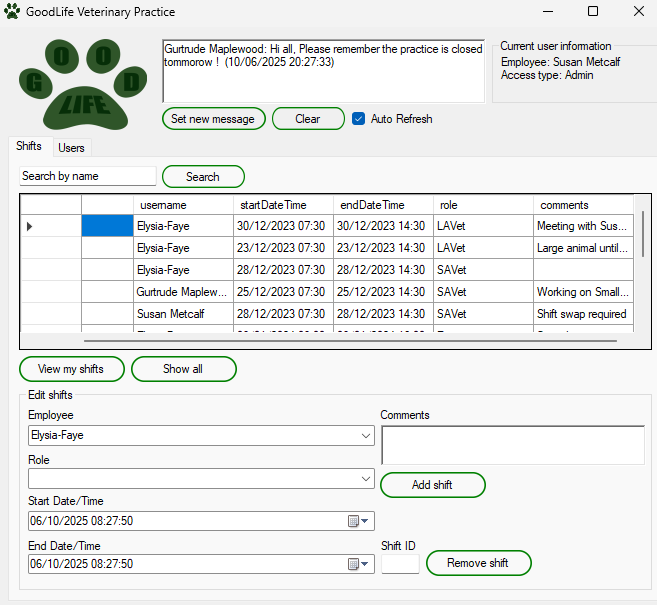 GoodLife Veterinary Practice
GOOD
LIFE
Gurtrude Maplewood: Hi all, Please remember the practice is closed
tommorow ! (10/06/2025 20:27:33)
Current user information
Employee: Susan Metcalf
Access type: Admin
Set new message Clear Auto Refresh
Shifts Users
Search by name Search
username startDateTime endDateTime role comments
Elysia-Faye 30/12/2023 07:30 30/12/2023 14:30 LAVet Meeting with Sus...
Elysia-Faye 23/12/2023 07:30 23/12/2023 14:30 LAVet Large animal until...
Elysia-Faye 28/12/2023 07:30 28/12/2023 14:30 SAVet
Gurtrude Maplew... 25/12/2023 07:30 25/12/2023 14:30 SAVet Working on Small...
Susan Metcalf 28/12/2023 07:30 28/12/2023 14:30 SAVet Shift swap required
View my shifts Show all
Edit shifts
Employee
Elysia-Faye
Role
Start Date/Time
06/10/2025 08:27:50
End Date/Time
06/10/2025 08:27:50
Comments
Add shift
Shift ID
Remove shift